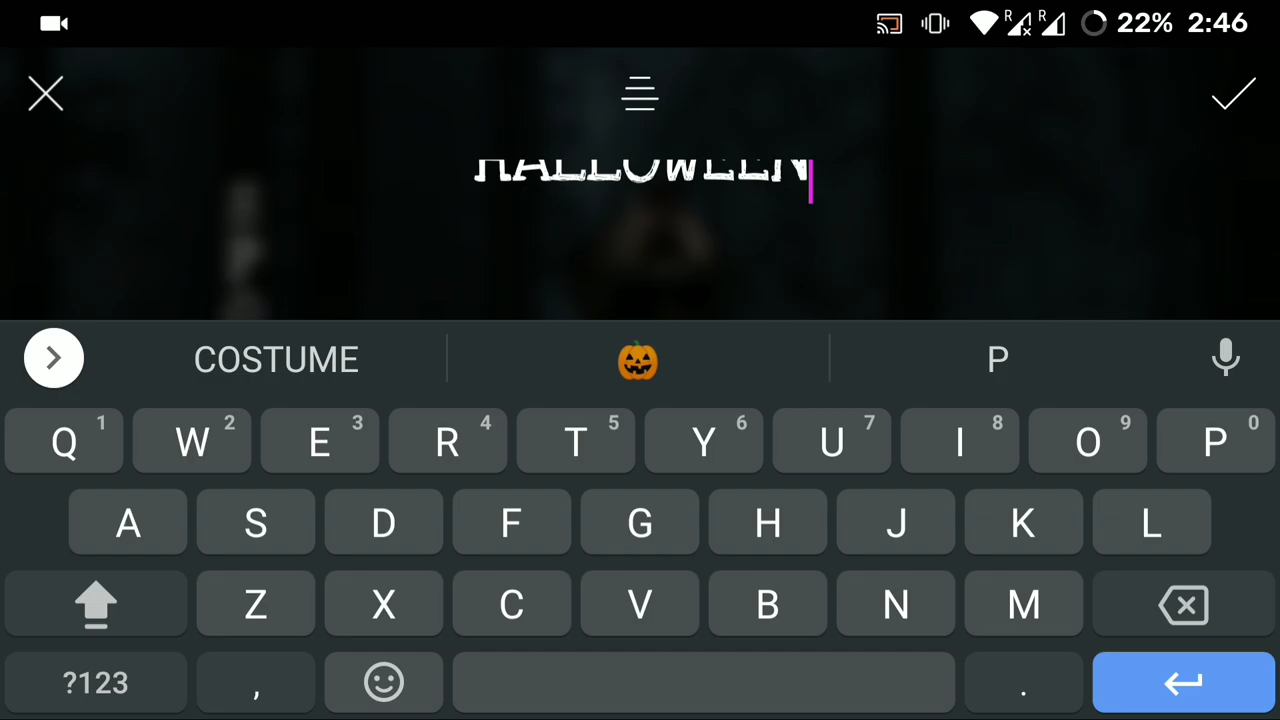 R R 22% 2:46
HALLOWEEN
COSTUME P
Q 1 W 2 E 3 R 4 T 5 Y 6 U 7 I 8 O 9 P 0
A S D F G H J K L
Z X C V B N M
?123 , .